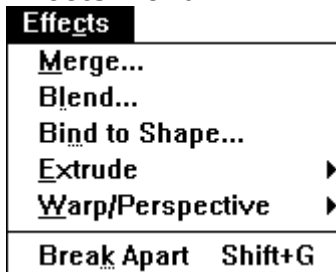 Effects
Merge...
Blend...
Bind to Shape...
Extrude
Warp/Perspective
Break Apart Shift+G